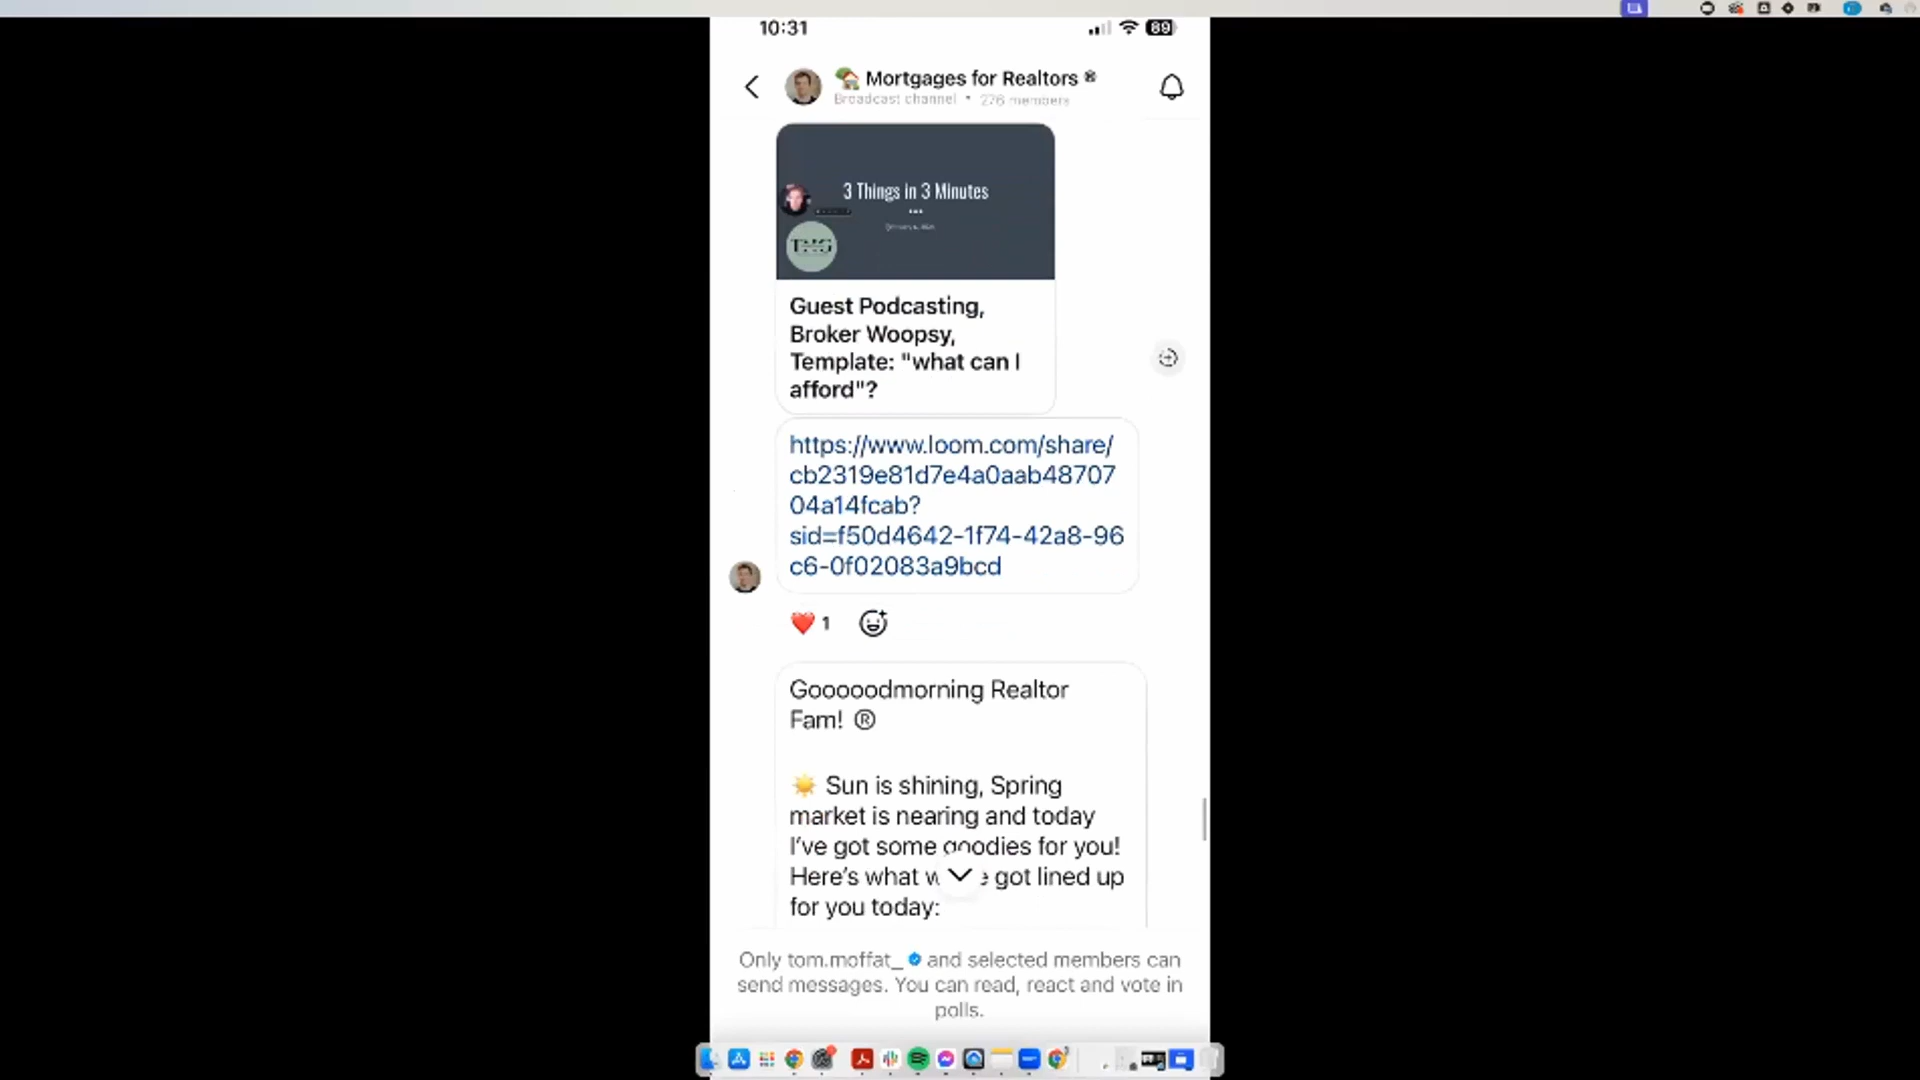 10:31
89
Mortgages for Realtors ®
Broadcast channel • 276 members
3 Things in 3 Minutes
TMG
Guest Podcasting,
Broker Woopsy,
Template: "what can I
afford"?
https://www.loom.com/share/
cb2319e81d7e4a0aab48707
04a14fcab?
sid=f50d4642-1f74-42a8-96
c6-0f02083a9bcd
1
Gooooodmorning Realtor
Fam! ®
Sun is shining, Spring
market is nearing and today
I've got some goodies for you!
Here's what got lined up
for you today:
Only tom.moffat_ and selected members can
send messages. You can read, react and vote in
polls.